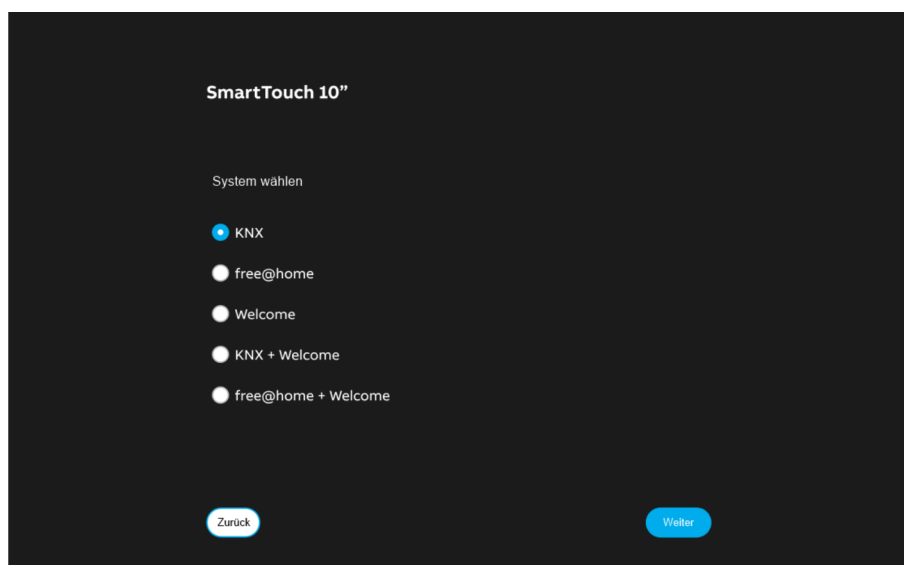 SmartTouch 10”
System wählen
KNX
free@home
Welcome
KNX + Welcome
free@home + Welcome
Zurück
Weiter